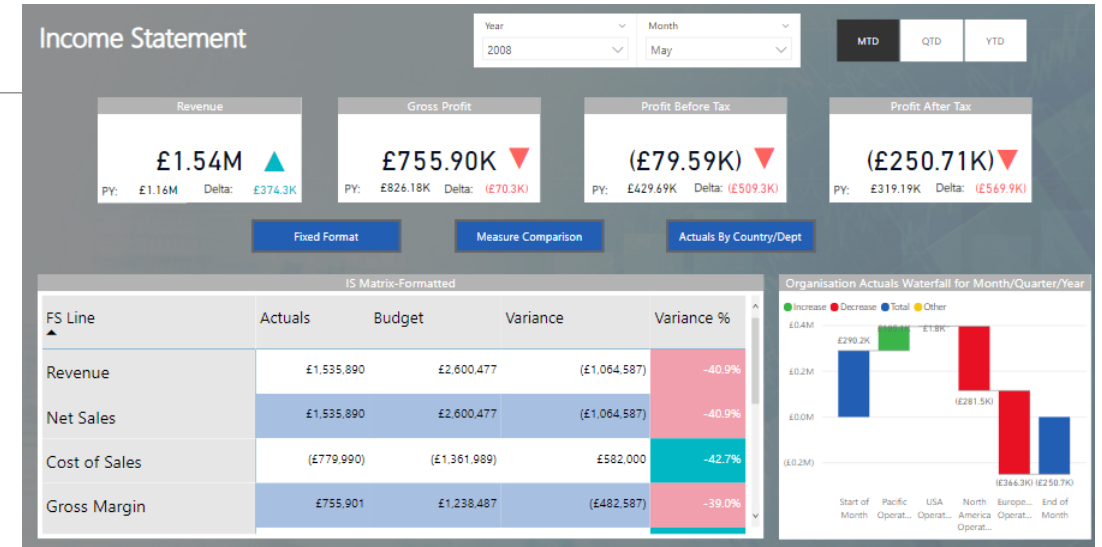 Income Statement
Year
Month
2008
May
MTD
QTD
YTD
Revenue
£1.54M
PY: £1.16M Delta: £374.3K
Gross Profit
£755.90K
PY: £826.18K Delta: (£70.3K)
Profit Before Tax
(£79.59K)
PY: £429.69K Delta: (£509.3K)
Profit After Tax
(£250.71K)
PY: £319.19K Delta: (£569.9K)
Fixed Format
Measure Comparison
Actuals By Country/Dept
IS Matrix-Formatted
FS Line Actuals Budget Variance Variance %
Revenue £1,535,890 £2,600,477 (£1,064,587) -40.9%
Net Sales £1,535,890 £2,600,477 (£1,064,587) -40.9%
Cost of Sales (£779,990) (£1,361,989) £582,000 -42.7%
Gross Margin £755,901 £1,238,487 (£482,587) -39.0%
Organisation Actuals Waterfall for Month/Quarter/Year
Increase Decrease Total Other
£0.4M
£0.2M
£0.0M
(£0.2M)
£290.2K
£1.8K
(£281.5K)
(£366.3K)
(£250.7K)
Start of Month
Pacific Operat...
USA Operat...
North America Operat...
Europe... Operat...
End of Month